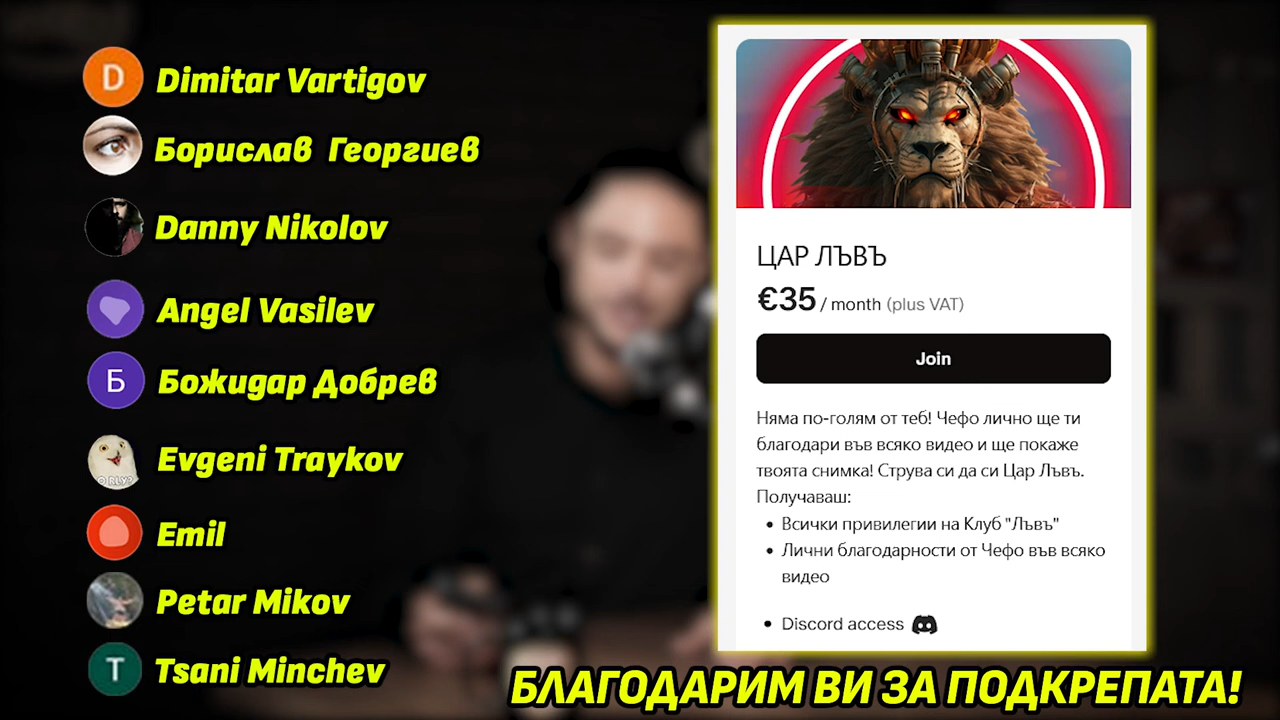 D
Dimitar Vartigov
Борислав Георгиев
Danny Nikolov
Angel Vasilev
Б
Божидар Добрев
Evgeni Traykov
O RLY?
Emil
Petar Mikov
T
Tsani Minchev
ЦАР ЛЪВЪ
€35 / month (plus VAT)
Join
Няма по-голям от теб! Чефо лично ще ти
благодари във всяко видео и ще покаже
твоята снимка! Струва си да си Цар Лъвъ.
Получаваш:
• Всички привилегии на Клуб "Лъвъ"
• Лични благодарности от Чефо във всяко
видео
• Discord access
БЛАГОДАРИМ ВИ ЗА ПОДКРЕПАТА!